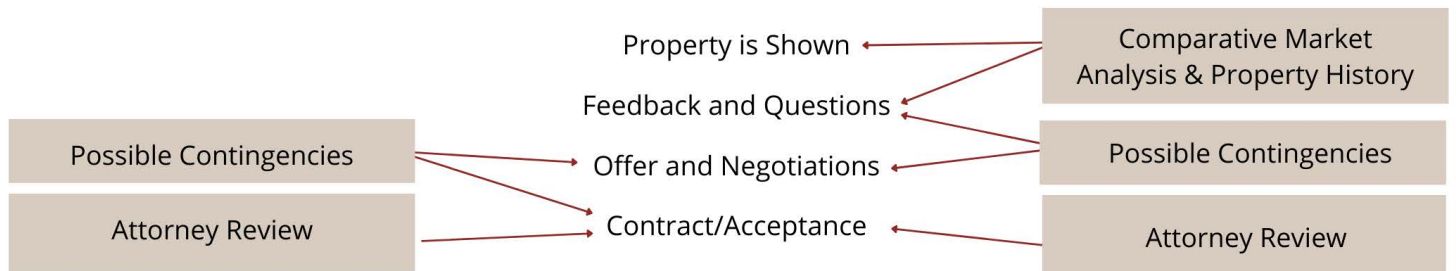 Property is Shown
Comparative Market
Analysis & Property History
Feedback and Questions
Possible Contingencies
Offer and Negotiations
Possible Contingencies
Attorney Review
Contract/Acceptance
Attorney Review